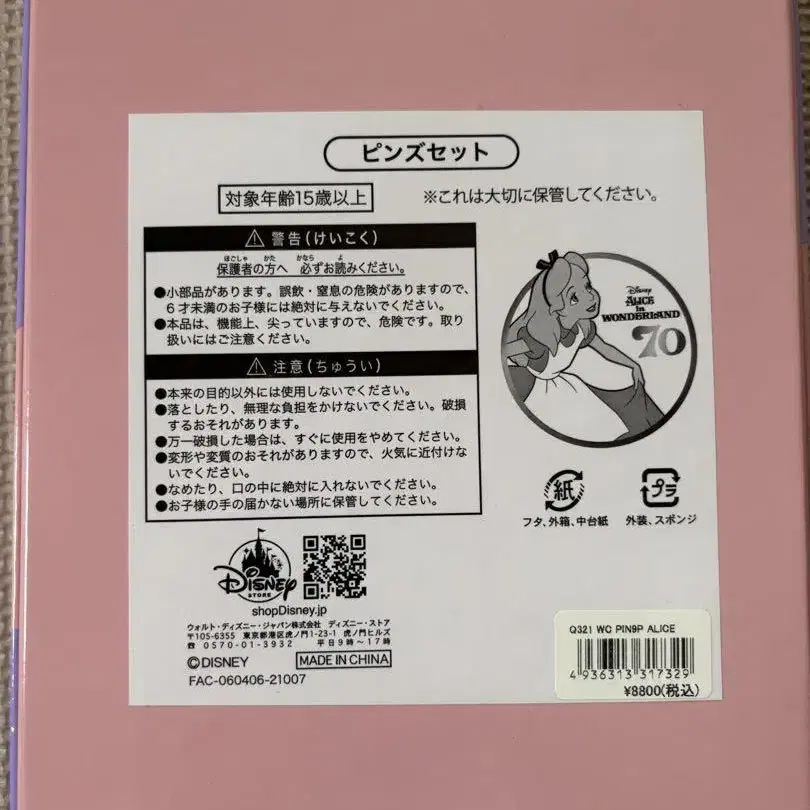 ピンズセット
対象年齢15歳以上
※これは大切に保管してください。
⚠ 警告(けいこく)
ほごしゃ かた かなら よ
保護者の方へ 必ずお読みください。
●小部品があります。誤飲・窒息の危険がありますので、
6才未満のお子様には絶対に与えないでください。
●本品は、機能上、尖っていますので、危険です。取り
扱いにはご注意ください。
⚠ 注意(ちゅうい)
●本来の目的以外には使用しないでください。
●落としたり、無理な負担をかけないでください。破損
するおそれがあります。
●万一破損した場合は、すぐに使用をやめてください。
●変形や変質のおそれがありますので、火気に近付けな
いでください。
●なめたり、口の中に絶対に入れないでください。
●お子様の手の届かない場所に保管してください。
Disney
ALICE
in
WONDERLAND
70
紙
フタ、外箱、中台紙
プラ
外装、スポンジ
Disney
STORE
shopDisney.jp
ウォルト・ディズニー・ジャパン株式会社 ディズニー・ストア
〒105-6355 東京都港区虎ノ門1-23-1 虎ノ門ヒルズ
☎ 0570-01-3932 平日9時〜17時
©DISNEY
MADE IN CHINA
FAC-060406-21007
Q321 WC PIN9P ALICE
4 936313 317329
¥8800(税込)